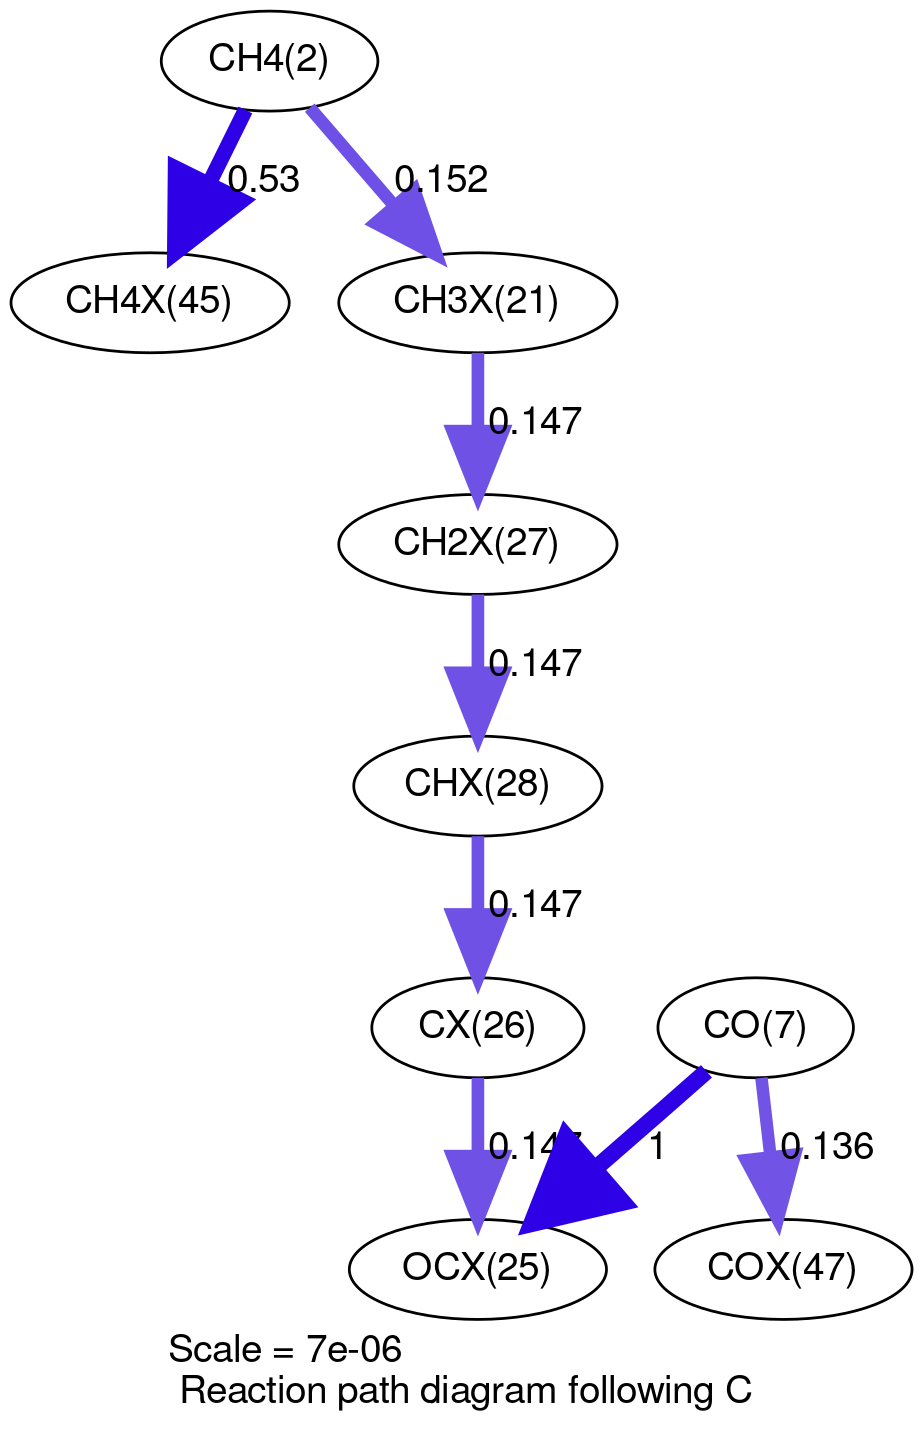 CH4(2)
0.53
0.152
CH4X(45)
CH3X(21)
0.147
CH2X(27)
0.147
CHX(28)
0.147
CX(26)
CO(7)
0.147
1
0.136
OCX(25)
COX(47)
Scale = 7e-06
Reaction path diagram following C